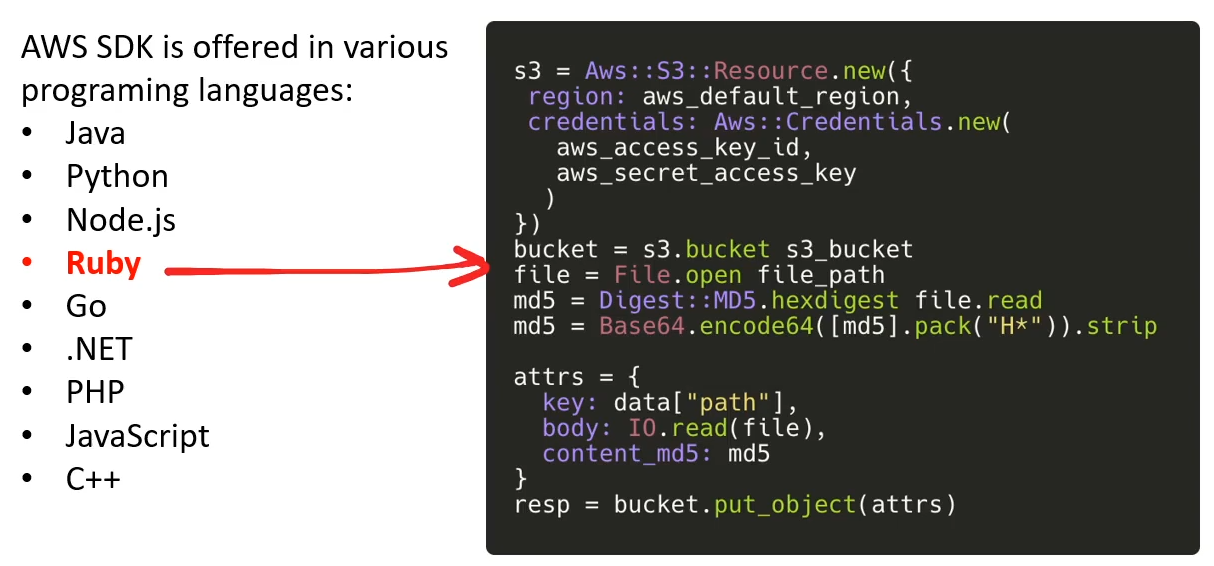 AWS SDK is offered in various
programing languages:
• Java
• Python
• Node.js
• Ruby
• Go
• .NET
• PHP
• JavaScript
• C++
s3 = Aws::S3::Resource.new({
 region: aws_default_region,
 credentials: Aws::Credentials.new(
   aws_access_key_id,
   aws_secret_access_key
  )
})
bucket = s3.bucket s3_bucket
file = File.open file_path
md5 = Digest::MD5.hexdigest file.read
md5 = Base64.encode64([md5].pack("H*")).strip

attrs = {
  key: data["path"],
  body: IO.read(file),
  content_md5: md5
}
resp = bucket.put_object(attrs)